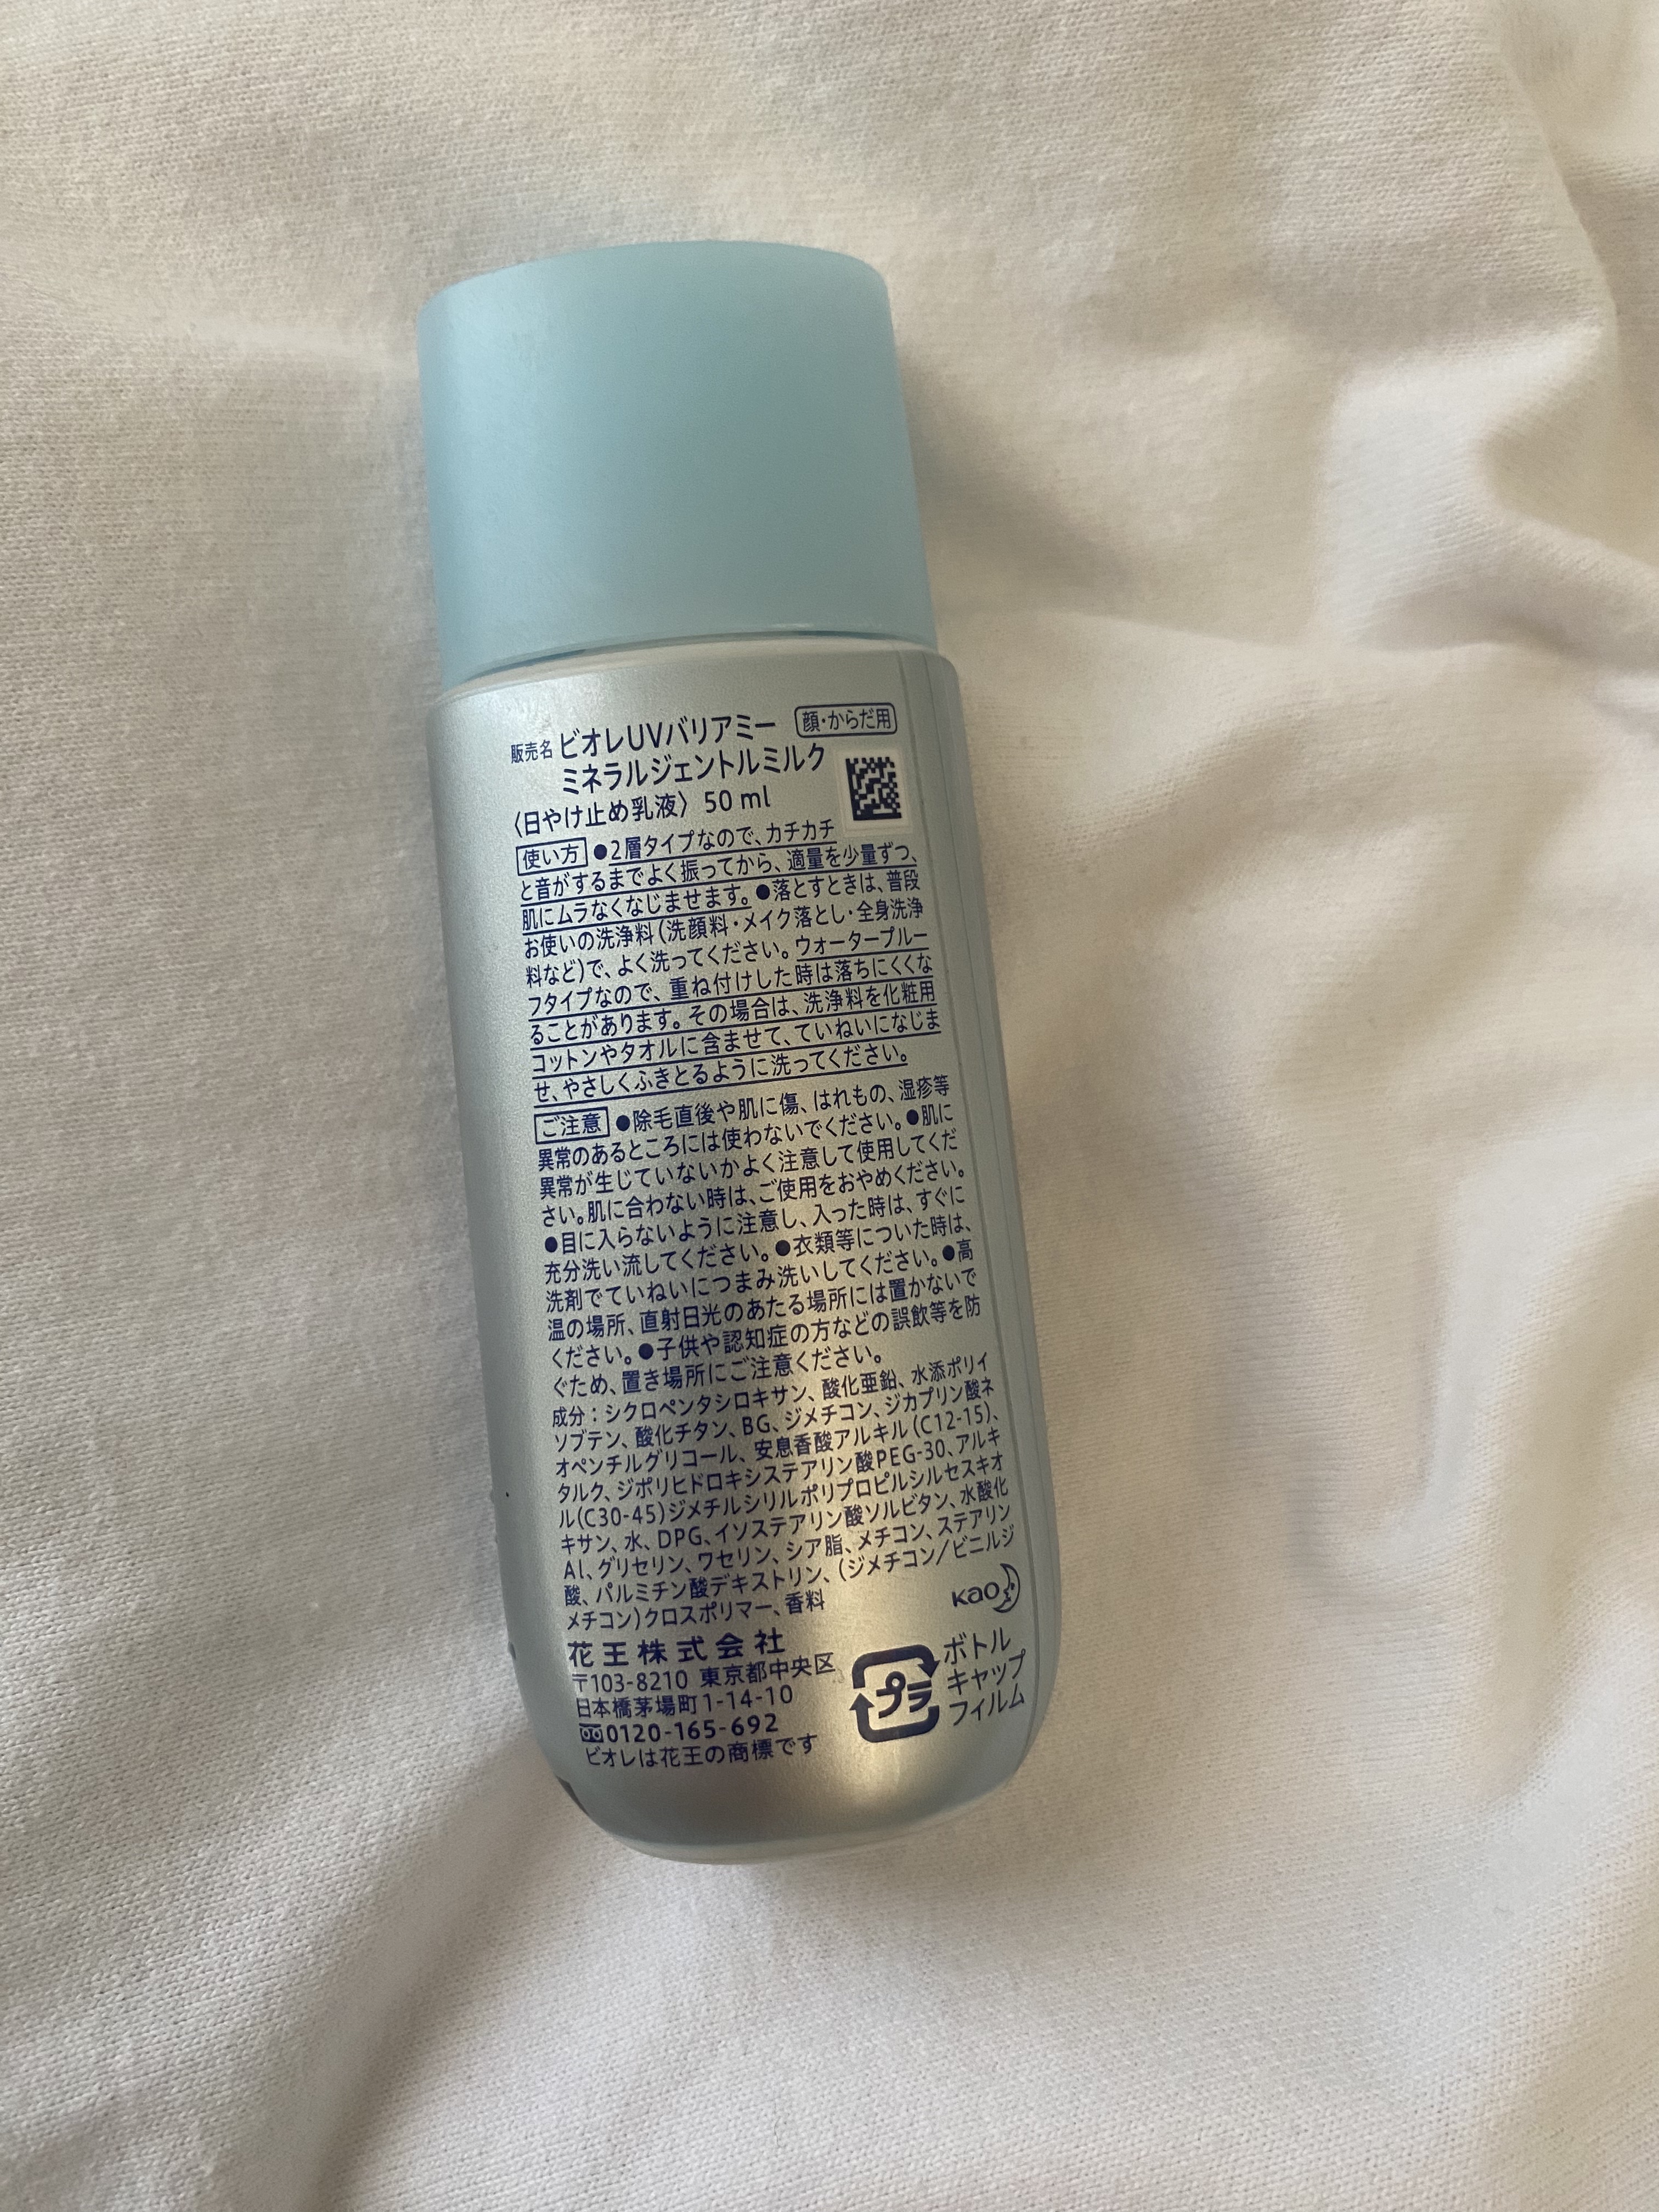 販売名 ビオレUVバリアミー 顔・からだ用
ミネラルジェントルミルク
〈日やけ止め乳液〉 50 ml
使い方 ●2層タイプなので、カチカチ
と音がするまでよく振ってから、適量を少量ずつ、
肌にムラなくなじませます。●落とすときは、普段
お使いの洗浄料(洗顔料・メイク落とし・全身洗浄
料など)で、よく洗ってください。ウォータープルー
フタイプなので、重ね付けした時は落ちにくくな
ることがあります。その場合は、洗浄料を化粧用
コットンやタオルに含ませて、ていねいになじま
せ、やさしくふきとるように洗ってください。
ご注意 ●除毛直後や肌に傷、はれもの、湿疹等
異常のあるところには使わないでください。●肌に
異常が生じていないかよく注意して使用してくだ
さい。肌に合わない時は、ご使用をおやめください。
●目に入らないように注意し、入った時は、すぐに
充分洗い流してください。●衣類等についた時は、
洗剤でていねいにつまみ洗いしてください。●高
温の場所、直射日光のあたる場所には置かないで
ください。●子供や認知症の方などの誤飲等を防
ぐため、置き場所にご注意ください。
成分:シクロペンタシロキサン、酸化亜鉛、水添ポリイ
ソブテン、酸化チタン、BG、ジメチコン、ジカプリン酸ネ
オペンチルグリコール、安息香酸アルキル(C12-15)、
タルク、ジポリヒドロキシステアリン酸PEG-30、アルキ
ル(C30-45)ジメチルシリルポリプロピルシルセスキオ
キサン、水、DPG、イソステアリン酸ソルビタン、水酸化
Al、グリセリン、ワセリン、シア脂、メチコン、ステアリン
酸、パルミチン酸デキストリン、(ジメチコン/ビニルジ
メチコン)クロスポリマー、香料
kao
花王株式会社
〒103-8210 東京都中央区
日本橋茅場町1-14-10
0120-165-692
ビオレは花王の商標です
プラ
ボトル
キャップ
フィルム